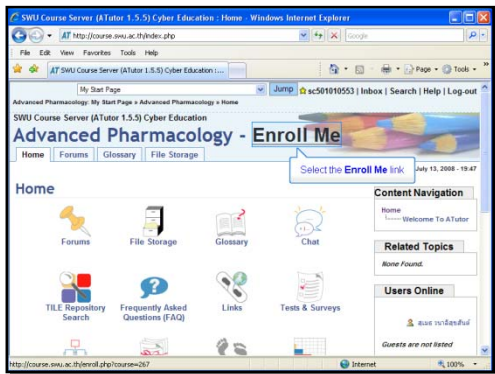 SWU Course Server (ATutor 1.5.5) Cyber Education : Home - Windows Internet Explorer
AT http://course.swu.ac.th/index.php
Google
File Edit View Favorites Tools Help
AT SWU Course Server (ATutor 1.5.5) Cyber Education :...
Page
Tools
My Start Page
Jump
sc501010553 | Inbox | Search | Help | Log-out
Advanced Pharmacology: My Start Page » Advanced Pharmacology » Home
SWU Course Server (ATutor 1.5.5) Cyber Education
Advanced Pharmacology - Enroll Me
Home Forums Glossary File Storage
Select the Enroll Me link
July 13, 2008 - 19:47
Home
Content Navigation
Home
Welcome To ATutor
Forums
File Storage
Glossary
Chat
Related Topics
None Found.
Users Online
TILE Repository Search
Frequently Asked Questions (FAQ)
Links
Tests & Surveys
Guests are not listed
http://course.swu.ac.th/enroll.php?course=267
Internet
100%